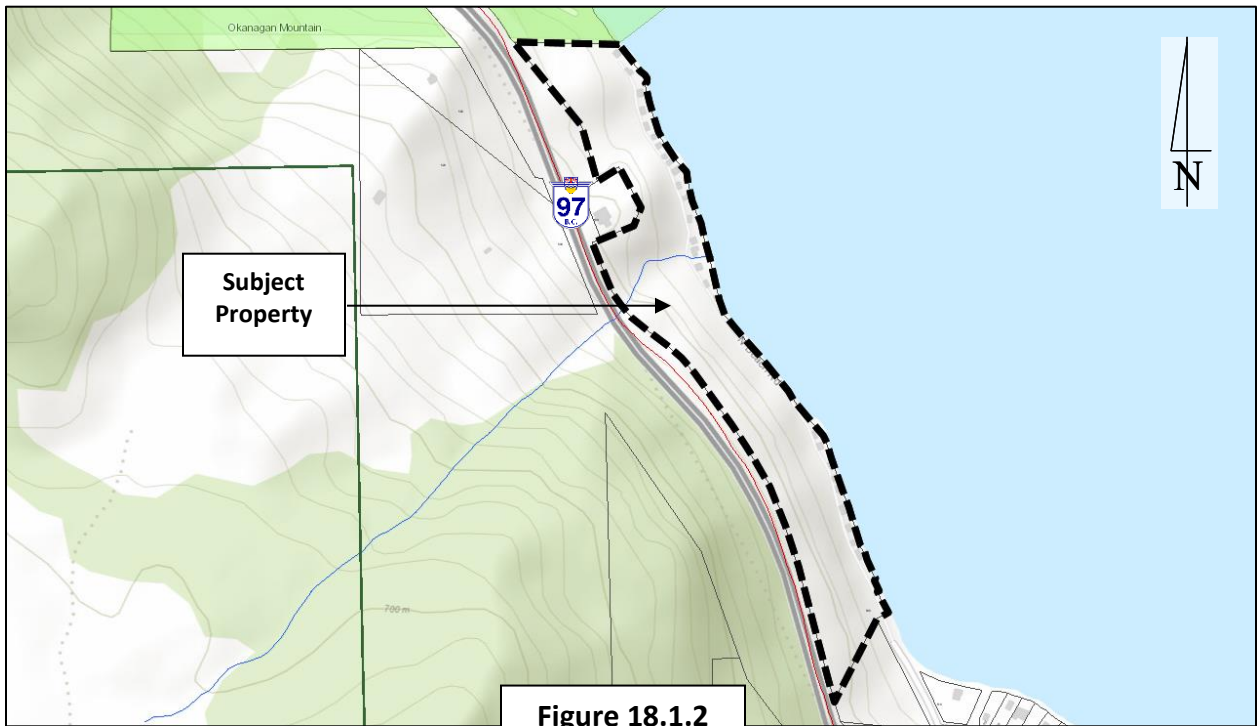 Okanagan Mountain
N
97
B.C.
Subject
Property
700 m
Figure 18.1.2